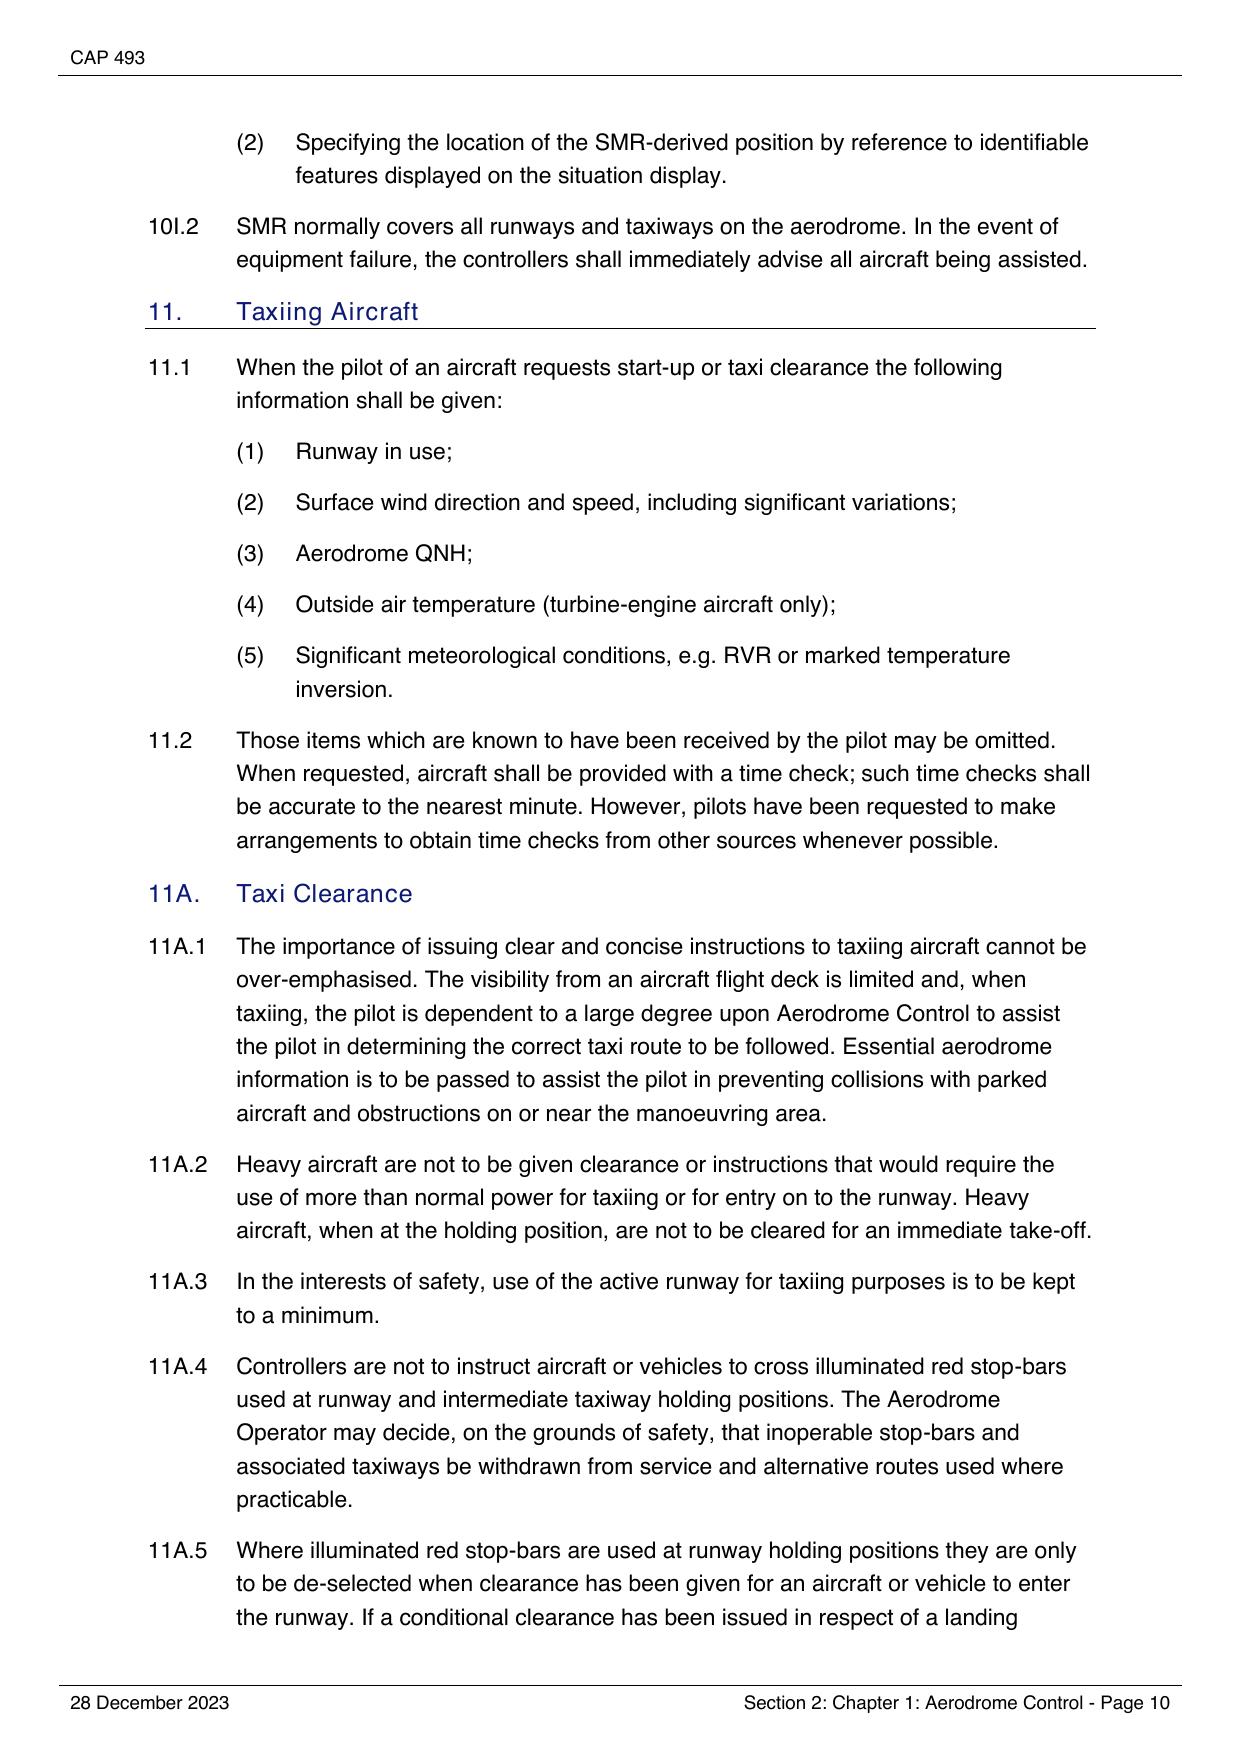 CAP 493
(2) Specifying the location of the SMR-derived position by reference to identifiable
features displayed on the situation display.
10I.2 SMR normally covers all runways and taxiways on the aerodrome. In the event of
equipment failure, the controllers shall immediately advise all aircraft being assisted.
11. Taxiing Aircraft
11.1 When the pilot of an aircraft requests start-up or taxi clearance the following
information shall be given:
(1) Runway in use;
(2) Surface wind direction and speed, including significant variations;
(3) Aerodrome QNH;
(4) Outside air temperature (turbine-engine aircraft only);
(5) Significant meteorological conditions, e.g. RVR or marked temperature
inversion.
11.2 Those items which are known to have been received by the pilot may be omitted.
When requested, aircraft shall be provided with a time check; such time checks shall
be accurate to the nearest minute. However, pilots have been requested to make
arrangements to obtain time checks from other sources whenever possible.
11A. Taxi Clearance
11A.1 The importance of issuing clear and concise instructions to taxiing aircraft cannot be
over-emphasised. The visibility from an aircraft flight deck is limited and, when
taxiing, the pilot is dependent to a large degree upon Aerodrome Control to assist
the pilot in determining the correct taxi route to be followed. Essential aerodrome
information is to be passed to assist the pilot in preventing collisions with parked
aircraft and obstructions on or near the manoeuvring area.
11A.2 Heavy aircraft are not to be given clearance or instructions that would require the
use of more than normal power for taxiing or for entry on to the runway. Heavy
aircraft, when at the holding position, are not to be cleared for an immediate take-off.
11A.3 In the interests of safety, use of the active runway for taxiing purposes is to be kept
to a minimum.
11A.4 Controllers are not to instruct aircraft or vehicles to cross illuminated red stop-bars
used at runway and intermediate taxiway holding positions. The Aerodrome
Operator may decide, on the grounds of safety, that inoperable stop-bars and
associated taxiways be withdrawn from service and alternative routes used where
practicable.
11A.5 Where illuminated red stop-bars are used at runway holding positions they are only
to be de-selected when clearance has been given for an aircraft or vehicle to enter
the runway. If a conditional clearance has been issued in respect of a landing
28 December 2023 Section 2: Chapter 1: Aerodrome Control - Page 10